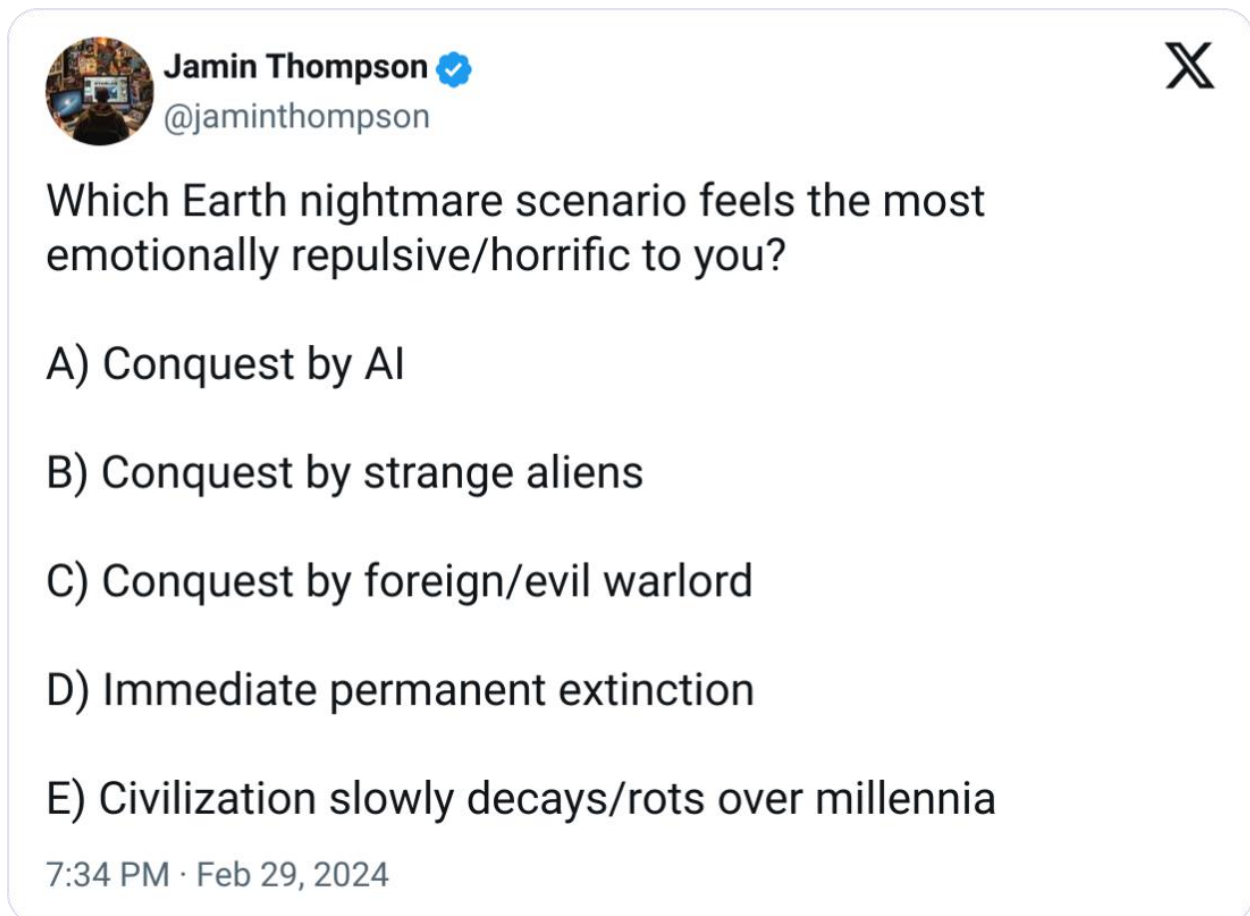 Jamin Thompson
@jaminthompson
Which Earth nightmare scenario feels the most
emotionally repulsive/horrific to you?
A) Conquest by AI
B) Conquest by strange aliens
C) Conquest by foreign/evil warlord
D) Immediate permanent extinction
E) Civilization slowly decays/rots over millennia
7:34 PM · Feb 29, 2024